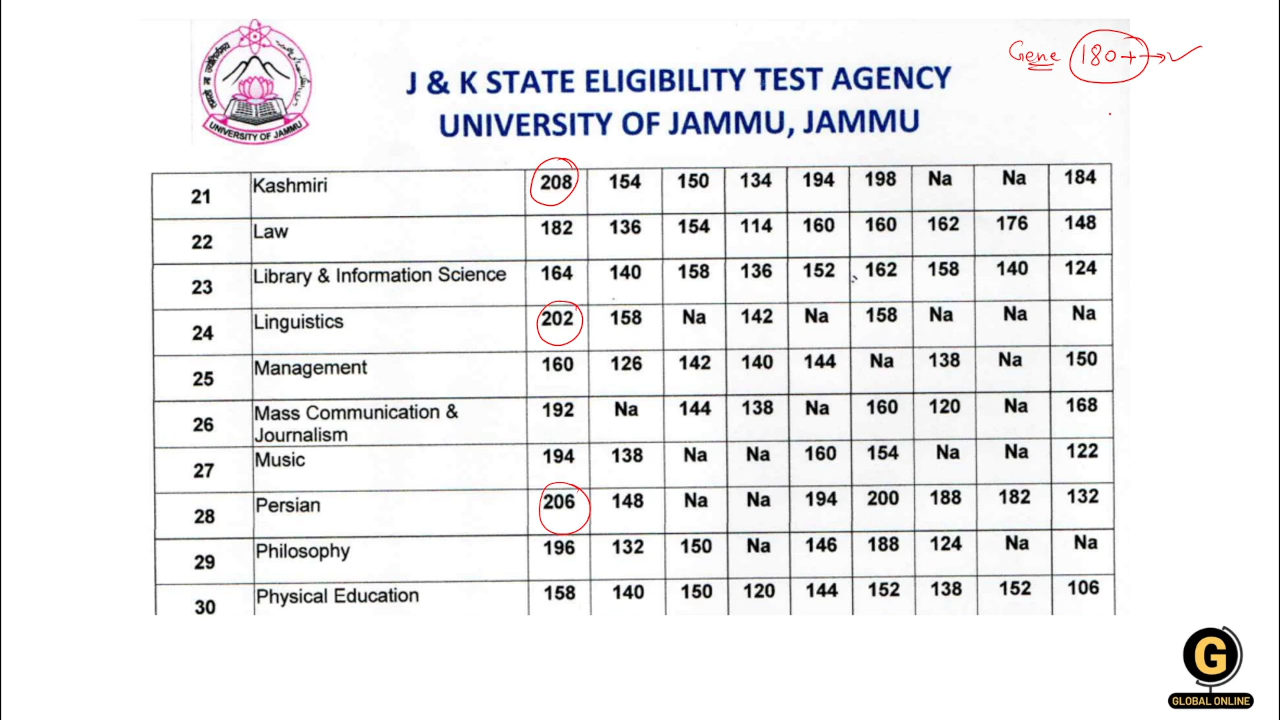 Gene 180+ → ✓
J & K STATE ELIGIBILITY TEST AGENCY
UNIVERSITY OF JAMMU, JAMMU
UNIVERSITY OF JAMMU
21 Kashmiri 208 154 150 134 194 198 Na Na 184
22 Law 182 136 154 114 160 160 162 176 148
23 Library & Information Science 164 140 158 136 152 162 158 140 124
24 Linguistics 202 158 Na 142 Na 158 Na Na Na
25 Management 160 126 142 140 144 Na 138 Na 150
26 Mass Communication & 192 Na 144 138 Na 160 120 Na 168
Journalism
27 Music 194 138 Na Na 160 154 Na Na 122
28 Persian 206 148 Na Na 194 200 188 182 132
29 Philosophy 196 132 150 Na 146 188 124 Na Na
30 Physical Education 158 140 150 120 144 152 138 152 106
G
GLOBAL ONLINE